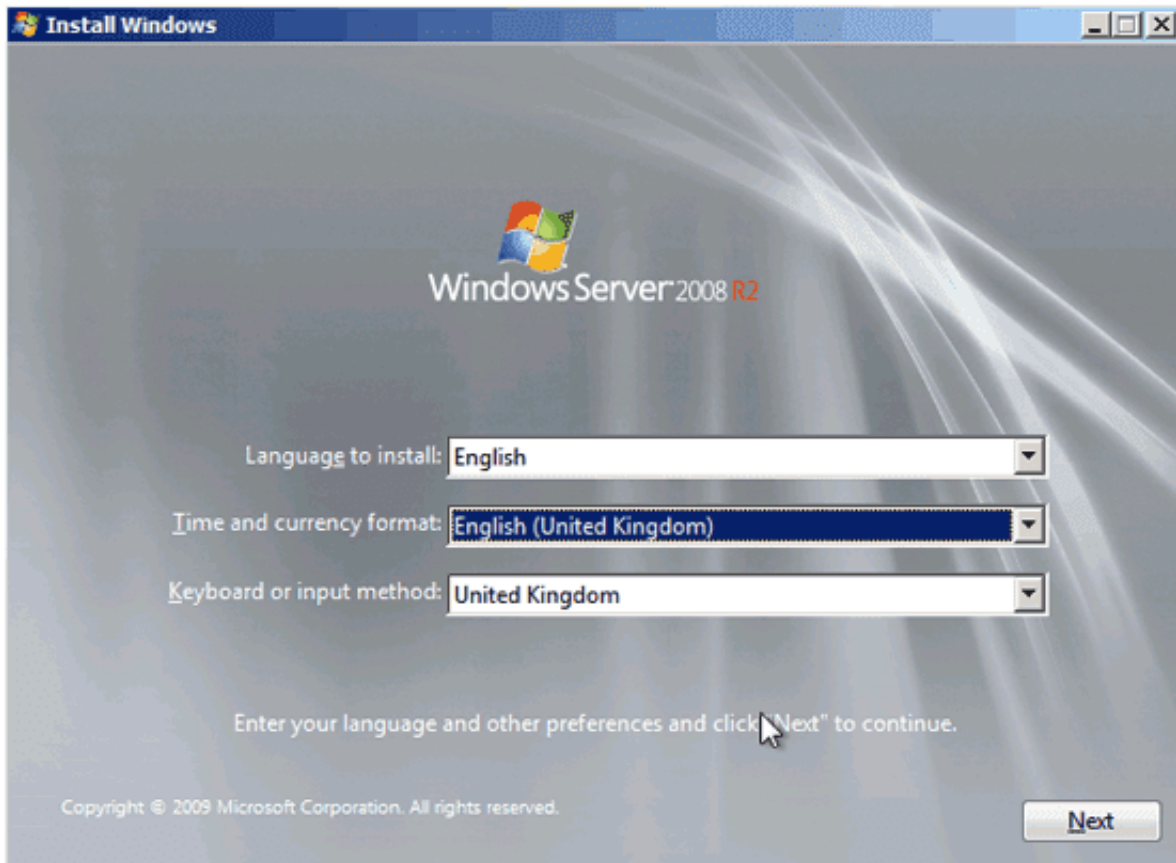 Install Windows
Windows Server 2008 R2
Language to install: English
Time and currency format: English (United Kingdom)
Keyboard or input method: United Kingdom
Enter your language and other preferences and click "Next" to continue.
Copyright © 2009 Microsoft Corporation. All rights reserved.
Next